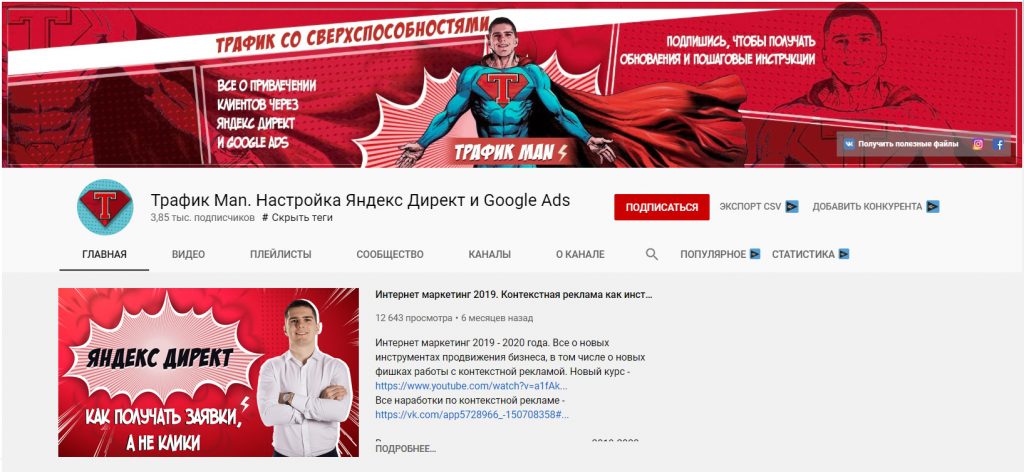 ТРАФИК СО СВЕРХСПОСОБНОСТЯМИ
ВСЕ О ПРИВЛЕЧЕНИИ
КЛИЕНТОВ ЧЕРЕЗ
ЯНДЕКС ДИРЕКТ
И GOOGLE ADS
T
ТРАФИК MAN
ПОДПИШИСЬ, ЧТОБЫ ПОЛУЧАТЬ
ОБНОВЛЕНИЯ И ПОШАГОВЫЕ ИНСТРУКЦИИ
Получить полезные файлы
T
Трафик Man. Настройка Яндекс Директ и Google Ads
3,85 тыс. подписчиков # Скрыть теги
ПОДПИСАТЬСЯ
ЭКСПОРТ CSV
ДОБАВИТЬ КОНКУРЕНТА
ГЛАВНАЯ ВИДЕО ПЛЕЙЛИСТЫ СООБЩЕСТВО КАНАЛЫ О КАНАЛЕ ПОПУЛЯРНОЕ СТАТИСТИКА
ЯНДЕКС ДИРЕКТ
КАК ПОЛУЧАТЬ ЗАЯВКИ,
А НЕ КЛИКИ
Интернет маркетинг 2019. Контекстная реклама как инст...
12 643 просмотра • 6 месяцев назад
Интернет маркетинг 2019 - 2020 года. Все о новых
инструментах продвижения бизнеса, в том числе о новых
фишках работы с контекстной рекламой. Новый курс -
https://www.youtube.com/watch?v=a1fAk...
Все наработки по контекстной рекламе -
https://vk.com/app5728966_-150708358#...
ПОДРОБНЕЕ...